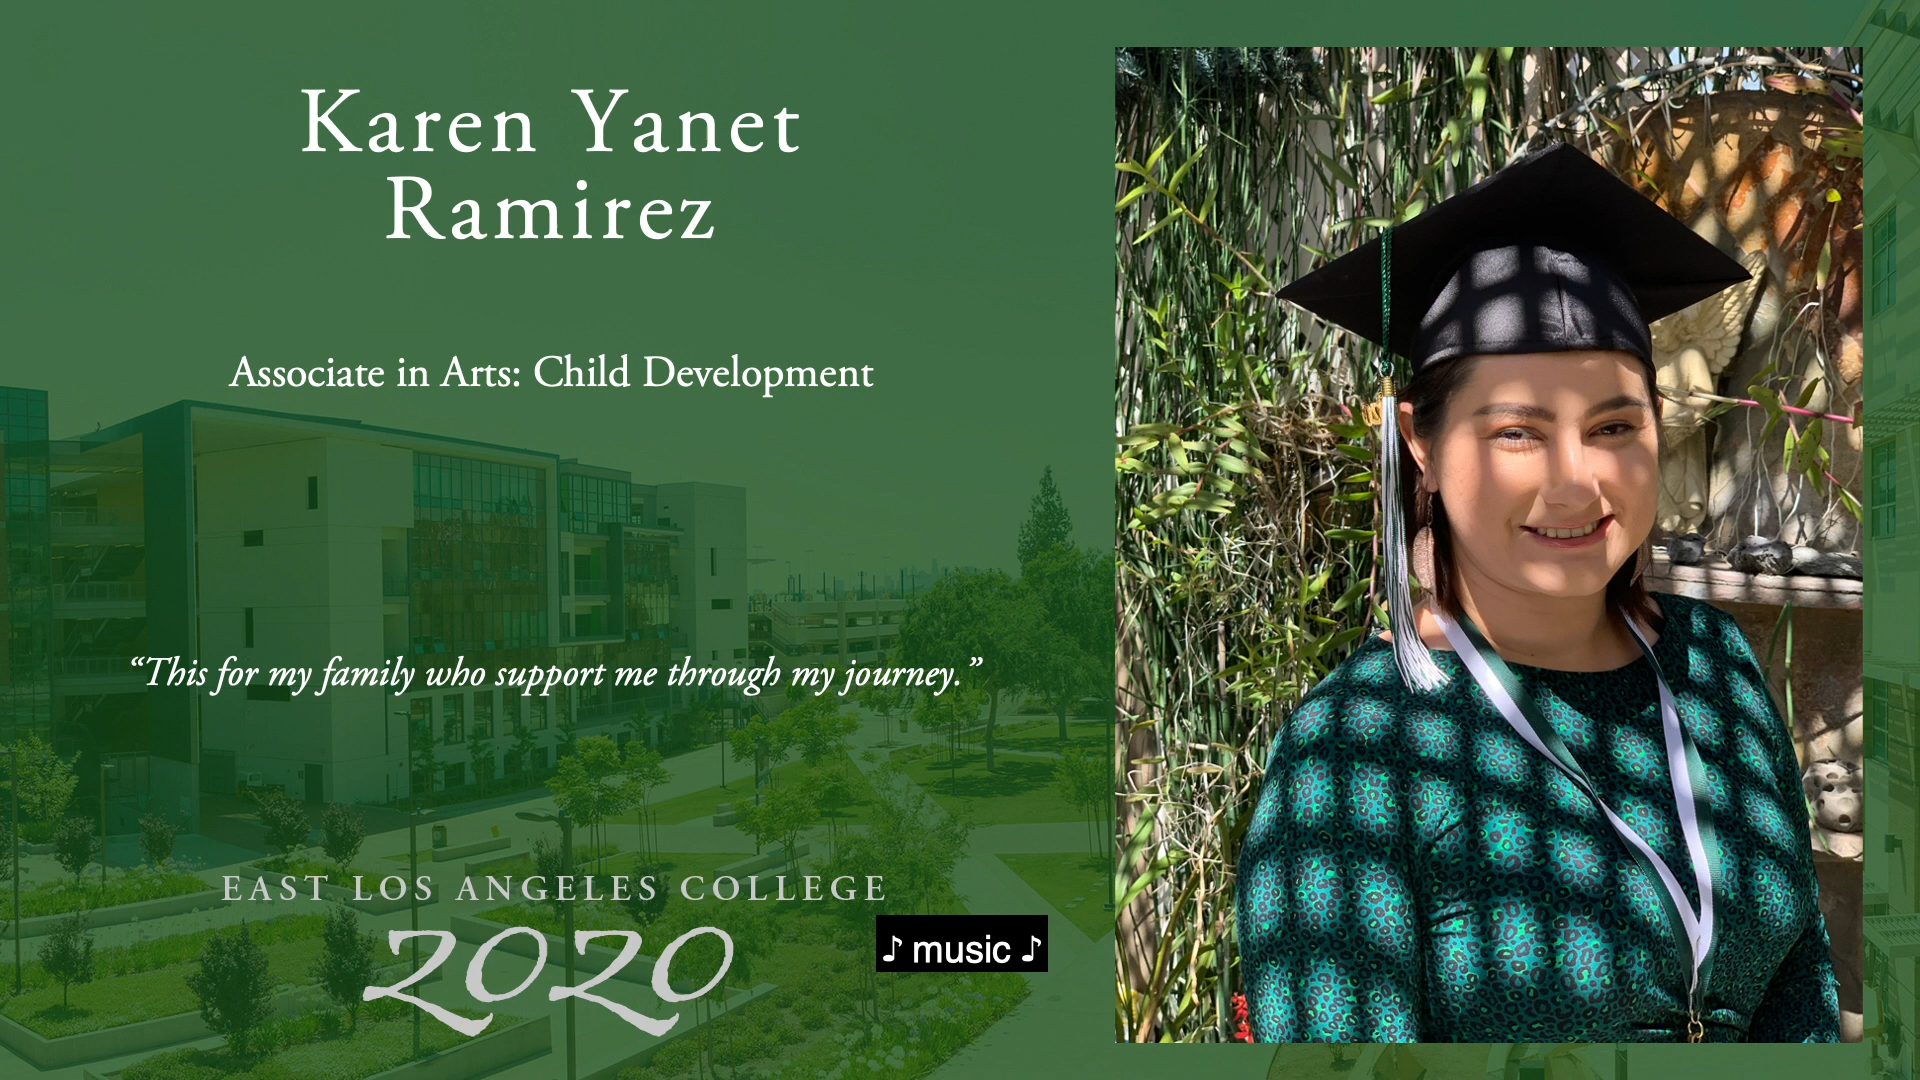 Karen Yanet
Ramirez
Associate in Arts: Child Development
“This for my family who support me through my journey.”
EAST LOS ANGELES COLLEGE
2020
♪ music ♪